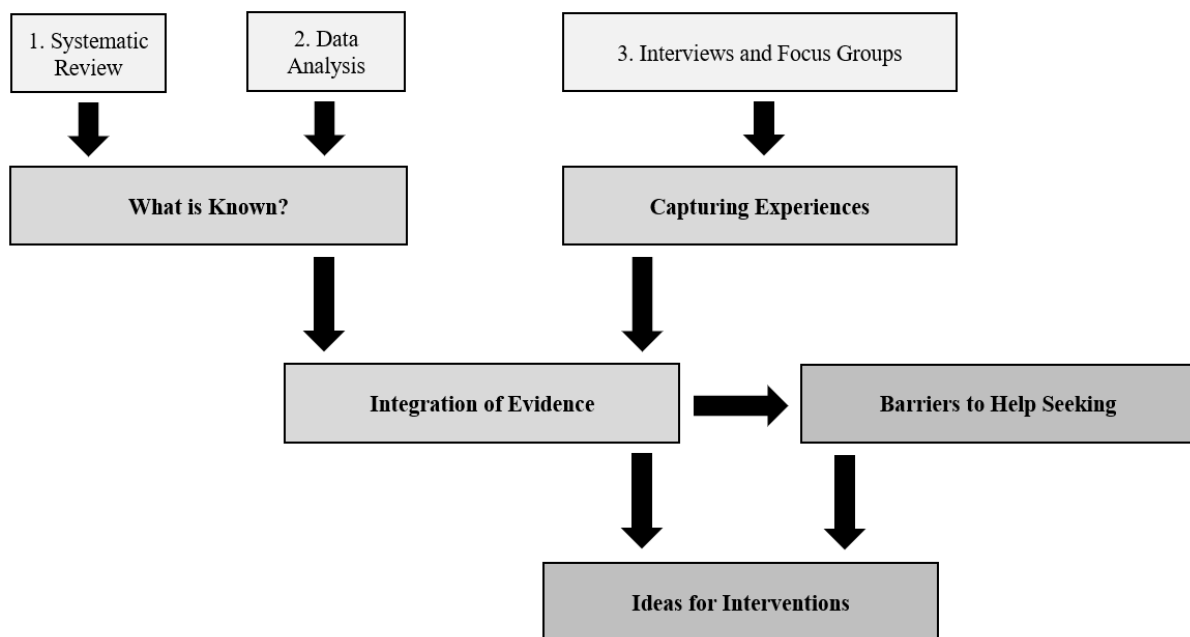 1. Systematic
Review
2. Data
Analysis
3. Interviews and Focus Groups
What is Known?
Capturing Experiences
Integration of Evidence
Barriers to Help Seeking
Ideas for Interventions